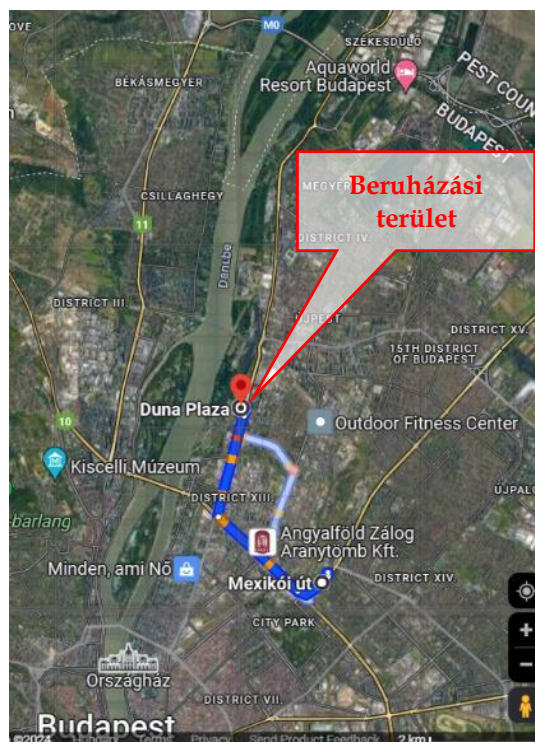 OVE
M0
SZÉKESDŰLŐ
Aquaworld
Resort Budapest
PEST COUN
BUDAPEST
BÉKÁSMEGYER
Beruházási
terület
MEGYER
CSILLAGHEGY
11
DISTRICT IV.
Danube
DISTRICT III.
ÚJPEST
DISTRICT XV.
15TH DISTRICT
OF BUDAPEST
Duna Plaza
10
Outdoor Fitness Center
Kiscelli Múzeum
DISTRICT XIII.
ÚJPALO
-barlang
Angyalföld Zálog
Aranytömb Kft.
Minden, ami Nő
Mexikói út
DISTRICT XIV.
CITY PARK
+
−
Országház
DISTRICT VII.
Budapest
©2024 Hungary Terms Privacy Send Product Feedback 2 km